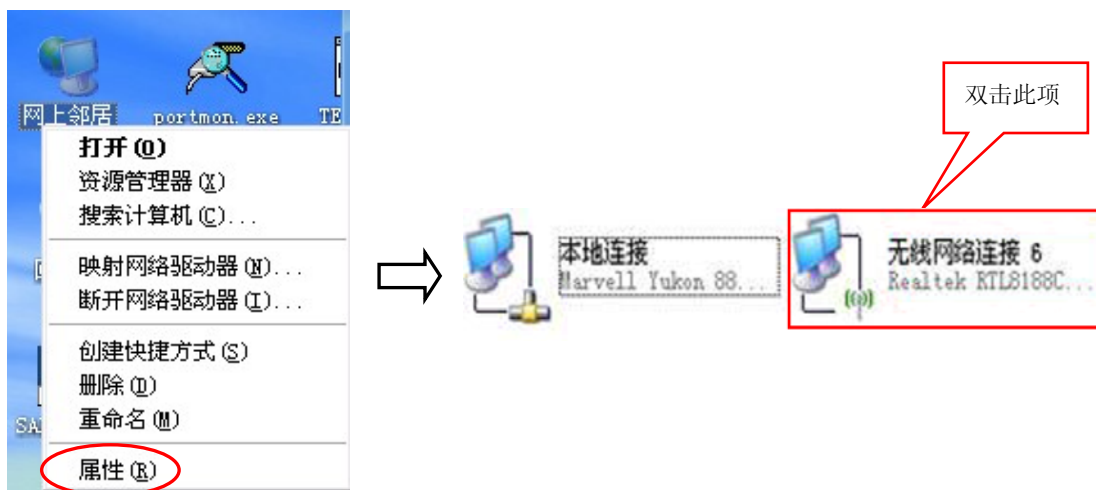 网上邻居
portmon.exe
TE
打开(O)
资源管理器(X)
搜索计算机(C)...
映射网络驱动器(N)...
断开网络驱动器(I)...
创建快捷方式(S)
删除(D)
重命名(M)
SA
属性(R)
双击此项
本地连接
Marvell Yukon 88...
无线网络连接 6
Realtek RTL8188C...